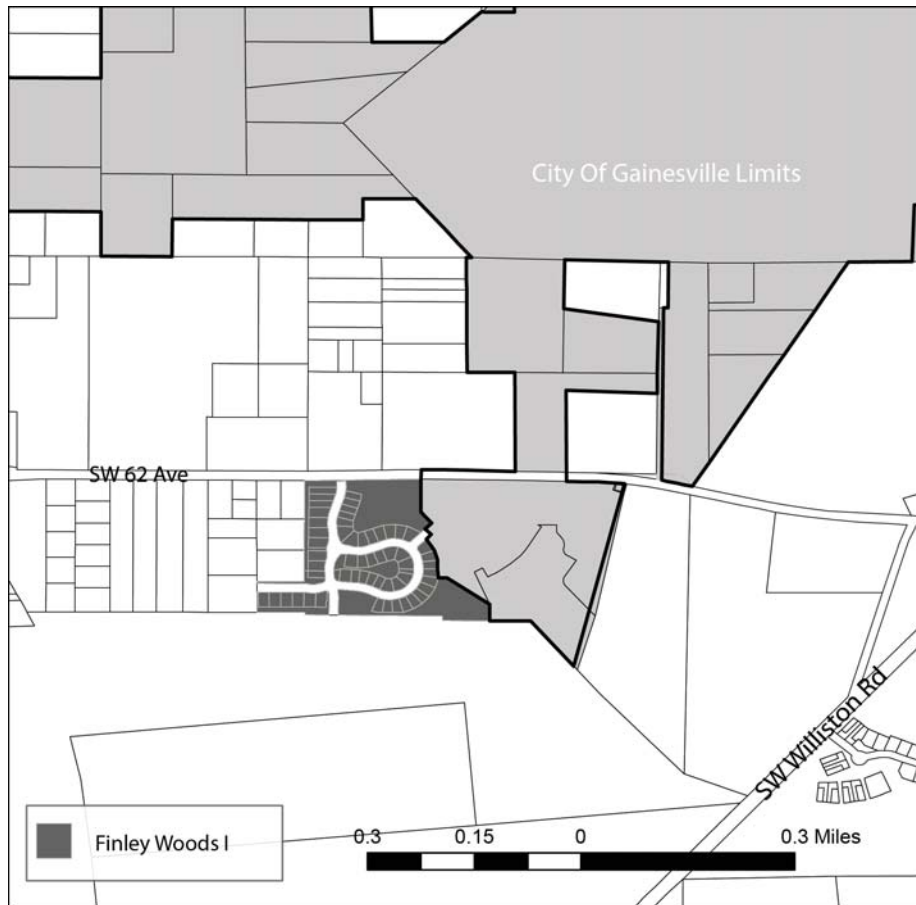 City Of Gainesville Limits
SW 62 Ave
SW Williston Rd
Finley Woods I
0.3 0.15 0 0.3 Miles